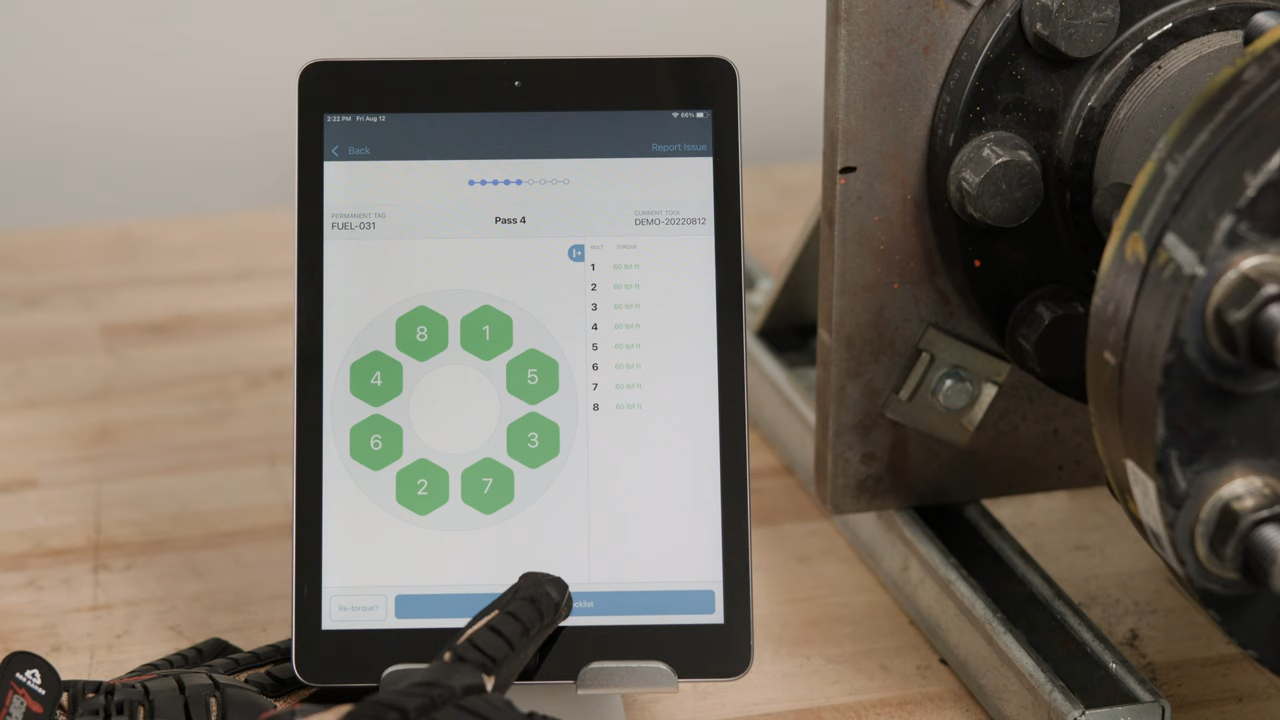 2:22 PM Fri Aug 12
66%
Back
Report Issue
PERMANENT TAG
FUEL-031
Pass 4
CURRENT TOOL
DEMO-20220812
BOLT TORQUE
1 60 lbf·ft
2 60 lbf·ft
3 60 lbf·ft
4 60 lbf·ft
5 60 lbf·ft
6 60 lbf·ft
7 60 lbf·ft
8 60 lbf·ft
8 1
4 5
6 3
2 7
Re-torque?
cklist